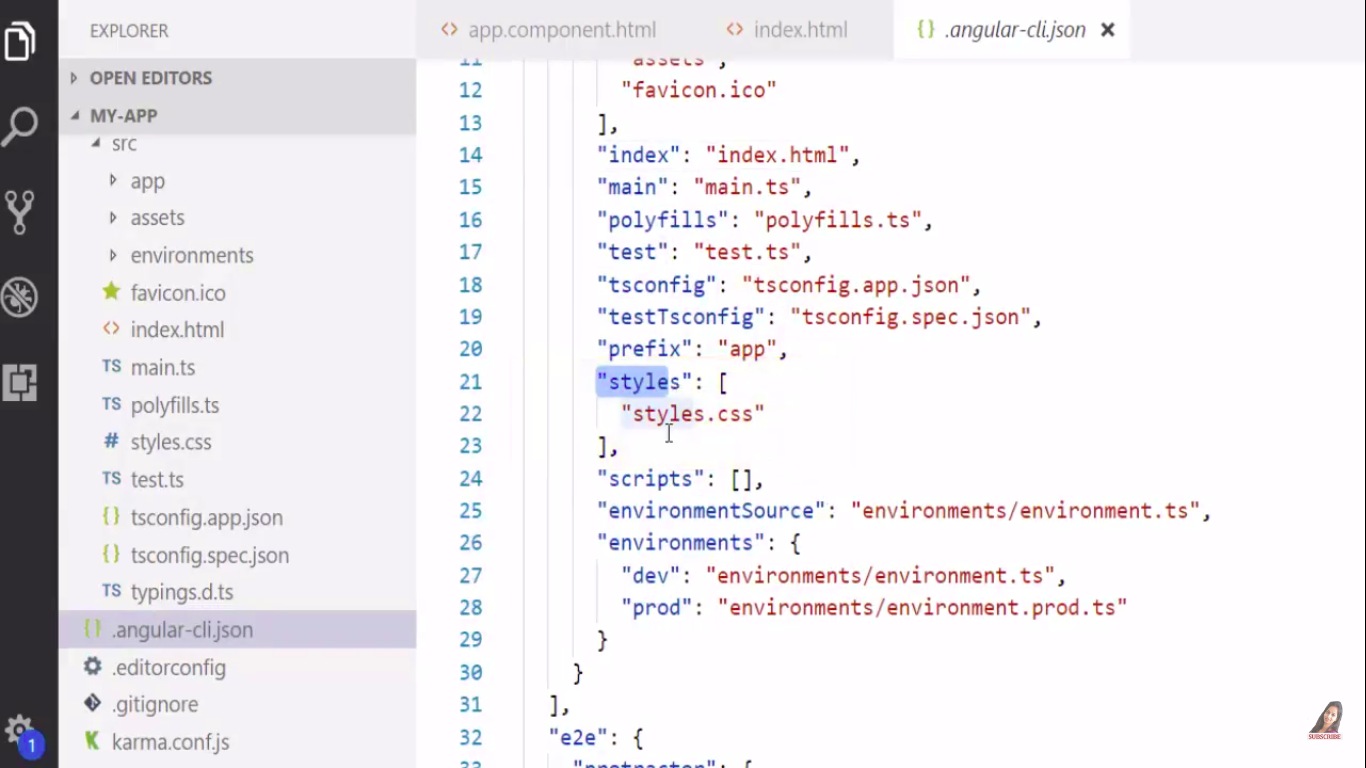 EXPLORER
OPEN EDITORS
MY-APP
src
app
assets
environments
favicon.ico
index.html
main.ts
polyfills.ts
styles.css
test.ts
tsconfig.app.json
tsconfig.spec.json
typings.d.ts
.angular-cli.json
.editorconfig
.gitignore
karma.conf.js
1
app.component.html
index.html
.angular-cli.json
11 "assets",
12 "favicon.ico"
13 ],
14 "index": "index.html",
15 "main": "main.ts",
16 "polyfills": "polyfills.ts",
17 "test": "test.ts",
18 "tsconfig": "tsconfig.app.json",
19 "testTsconfig": "tsconfig.spec.json",
20 "prefix": "app",
21 "styles": [
22 "styles.css"
23 ],
24 "scripts": [],
25 "environmentSource": "environments/environment.ts",
26 "environments": {
27 "dev": "environments/environment.ts",
28 "prod": "environments/environment.prod.ts"
29 }
30 }
31 ],
32 "e2e": {
"protractor": {
SUBSCRIBE